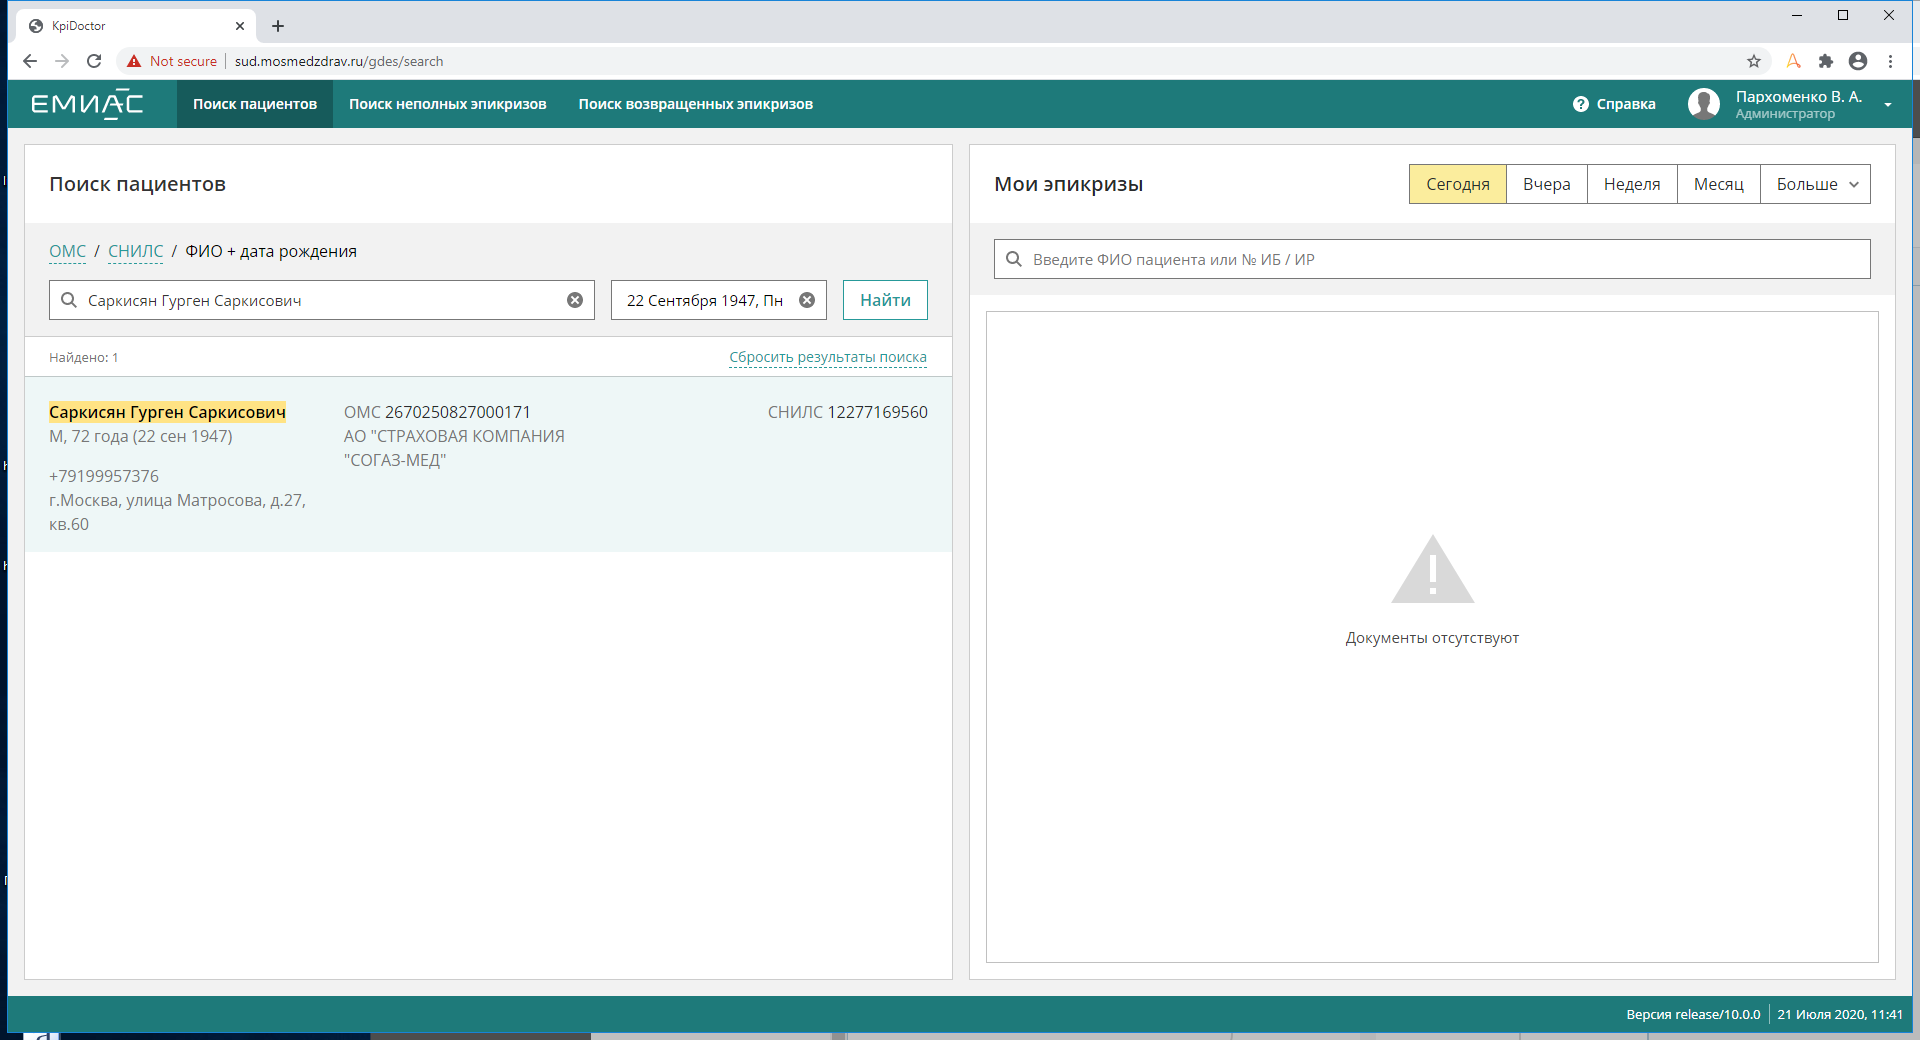 KpiDoctor
Not secure
sud.mosmedzdrav.ru/gdes/search
ЕМИАС
Поиск пациентов
Поиск неполных эпикризов
Поиск возвращенных эпикризов
Справка
Пархоменко В. А.
Администратор
Поиск пациентов
ОМС / СНИЛС / ФИО + дата рождения
Саркисян Гурген Саркисович
22 Сентября 1947, Пн
Найти
Найдено: 1
Сбросить результаты поиска
Саркисян Гурген Саркисович
М, 72 года (22 сен 1947)
+79199957376
г.Москва, улица Матросова, д.27,
кв.60
ОМС 2670250827000171
АО "СТРАХОВАЯ КОМПАНИЯ
"СОГАЗ-МЕД"
СНИЛС 12277169560
Мои эпикризы
Сегодня
Вчера
Неделя
Месяц
Больше
Введите ФИО пациента или № ИБ / ИР
Документы отсутствуют
Версия release/10.0.0
21 Июля 2020, 11:41